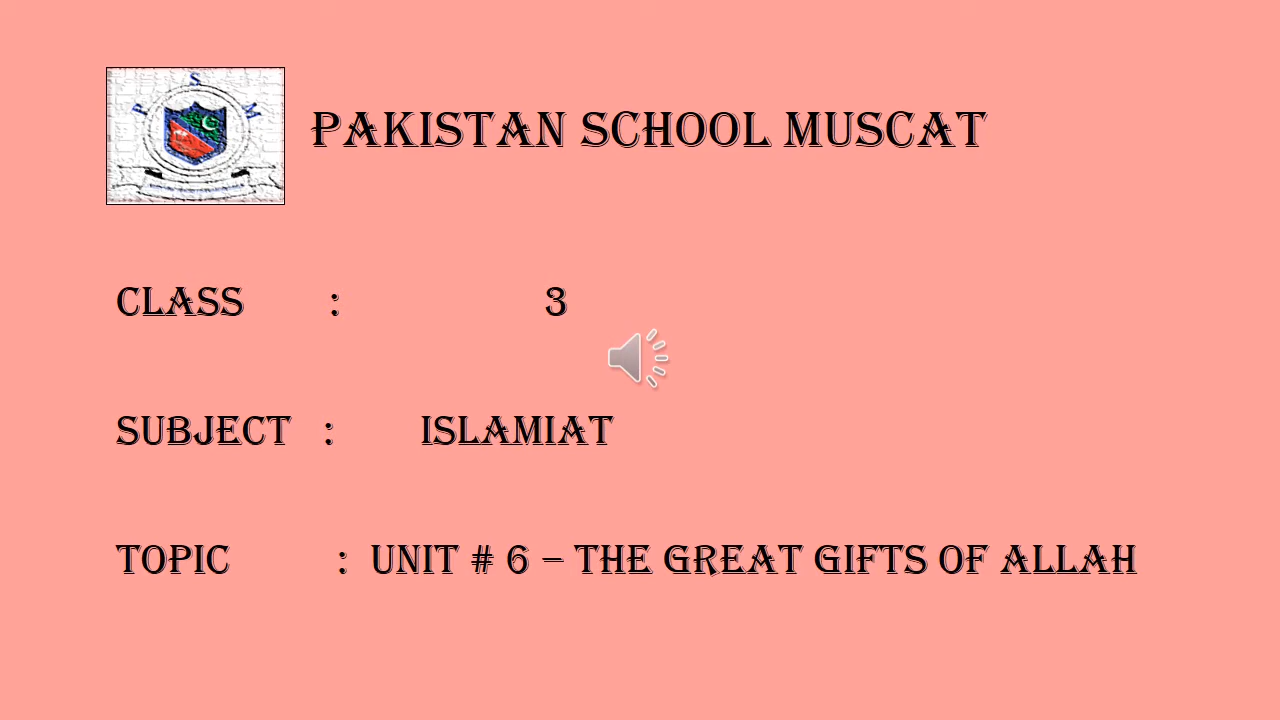 P S M
PAKISTAN SCHOOL MUSCAT
CLASS : 3
SUBJECT : ISLAMIAT
TOPIC : UNIT # 6 – THE GREAT GIFTS OF ALLAH